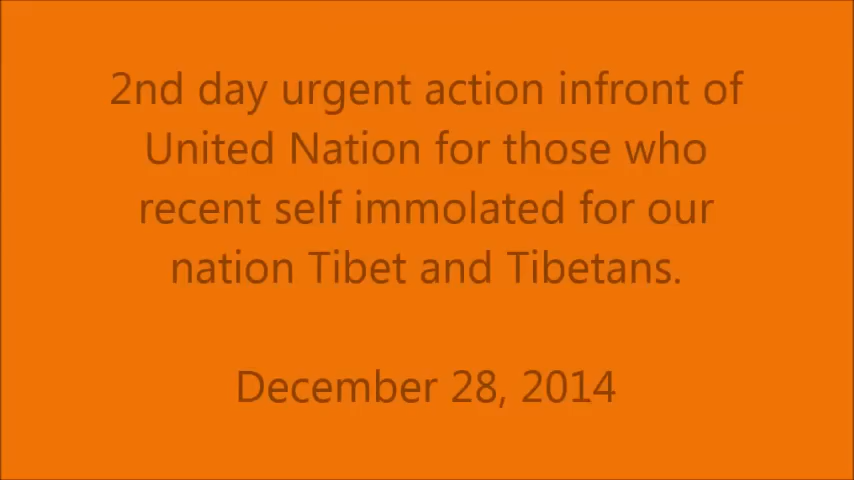 2nd day urgent action infront of
United Nation for those who
recent self immolated for our
nation Tibet and Tibetans.
December 28, 2014